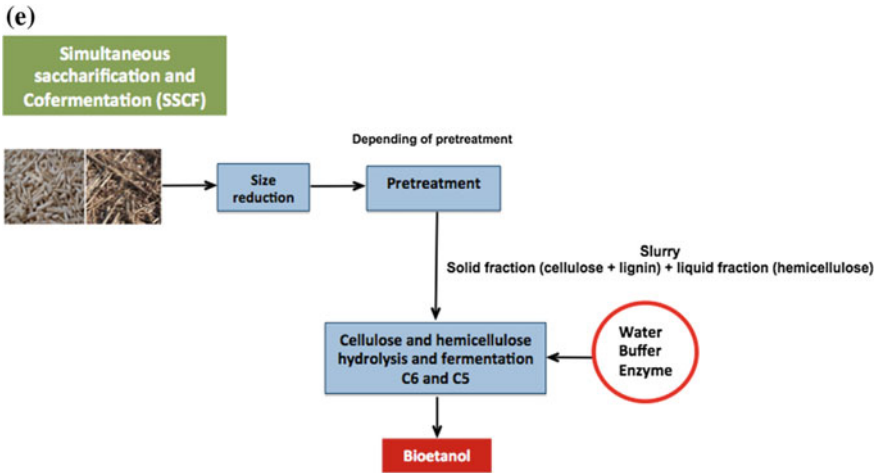 (e)
Simultaneous
saccharification and
Cofermentation (SSCF)
Depending of pretreatment
Size
reduction
Pretreatment
Slurry
Solid fraction (cellulose + lignin) + liquid fraction (hemicellulose)
Cellulose and hemicellulose
hydrolysis and fermentation
C6 and C5
Water
Buffer
Enzyme
Bioetanol